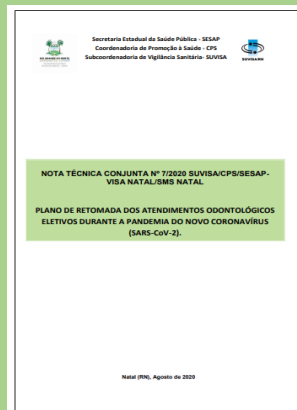 Secretaria Estadual da Saúde Pública - SESAP
Coordenadoria de Promoção à Saúde - CPS
Subcoordenadoria de Vigilância Sanitária- SUVISA
NOTA TÉCNICA CONJUNTA Nº 7/2020 SUVISA/CPS/SESAP-
VISA NATAL/SMS NATAL
PLANO DE RETOMADA DOS ATENDIMENTOS ODONTOLÓGICOS
ELETIVOS DURANTE A PANDEMIA DO NOVO CORONAVÍRUS
(SARS-CoV-2).
Natal (RN), Agosto de 2020